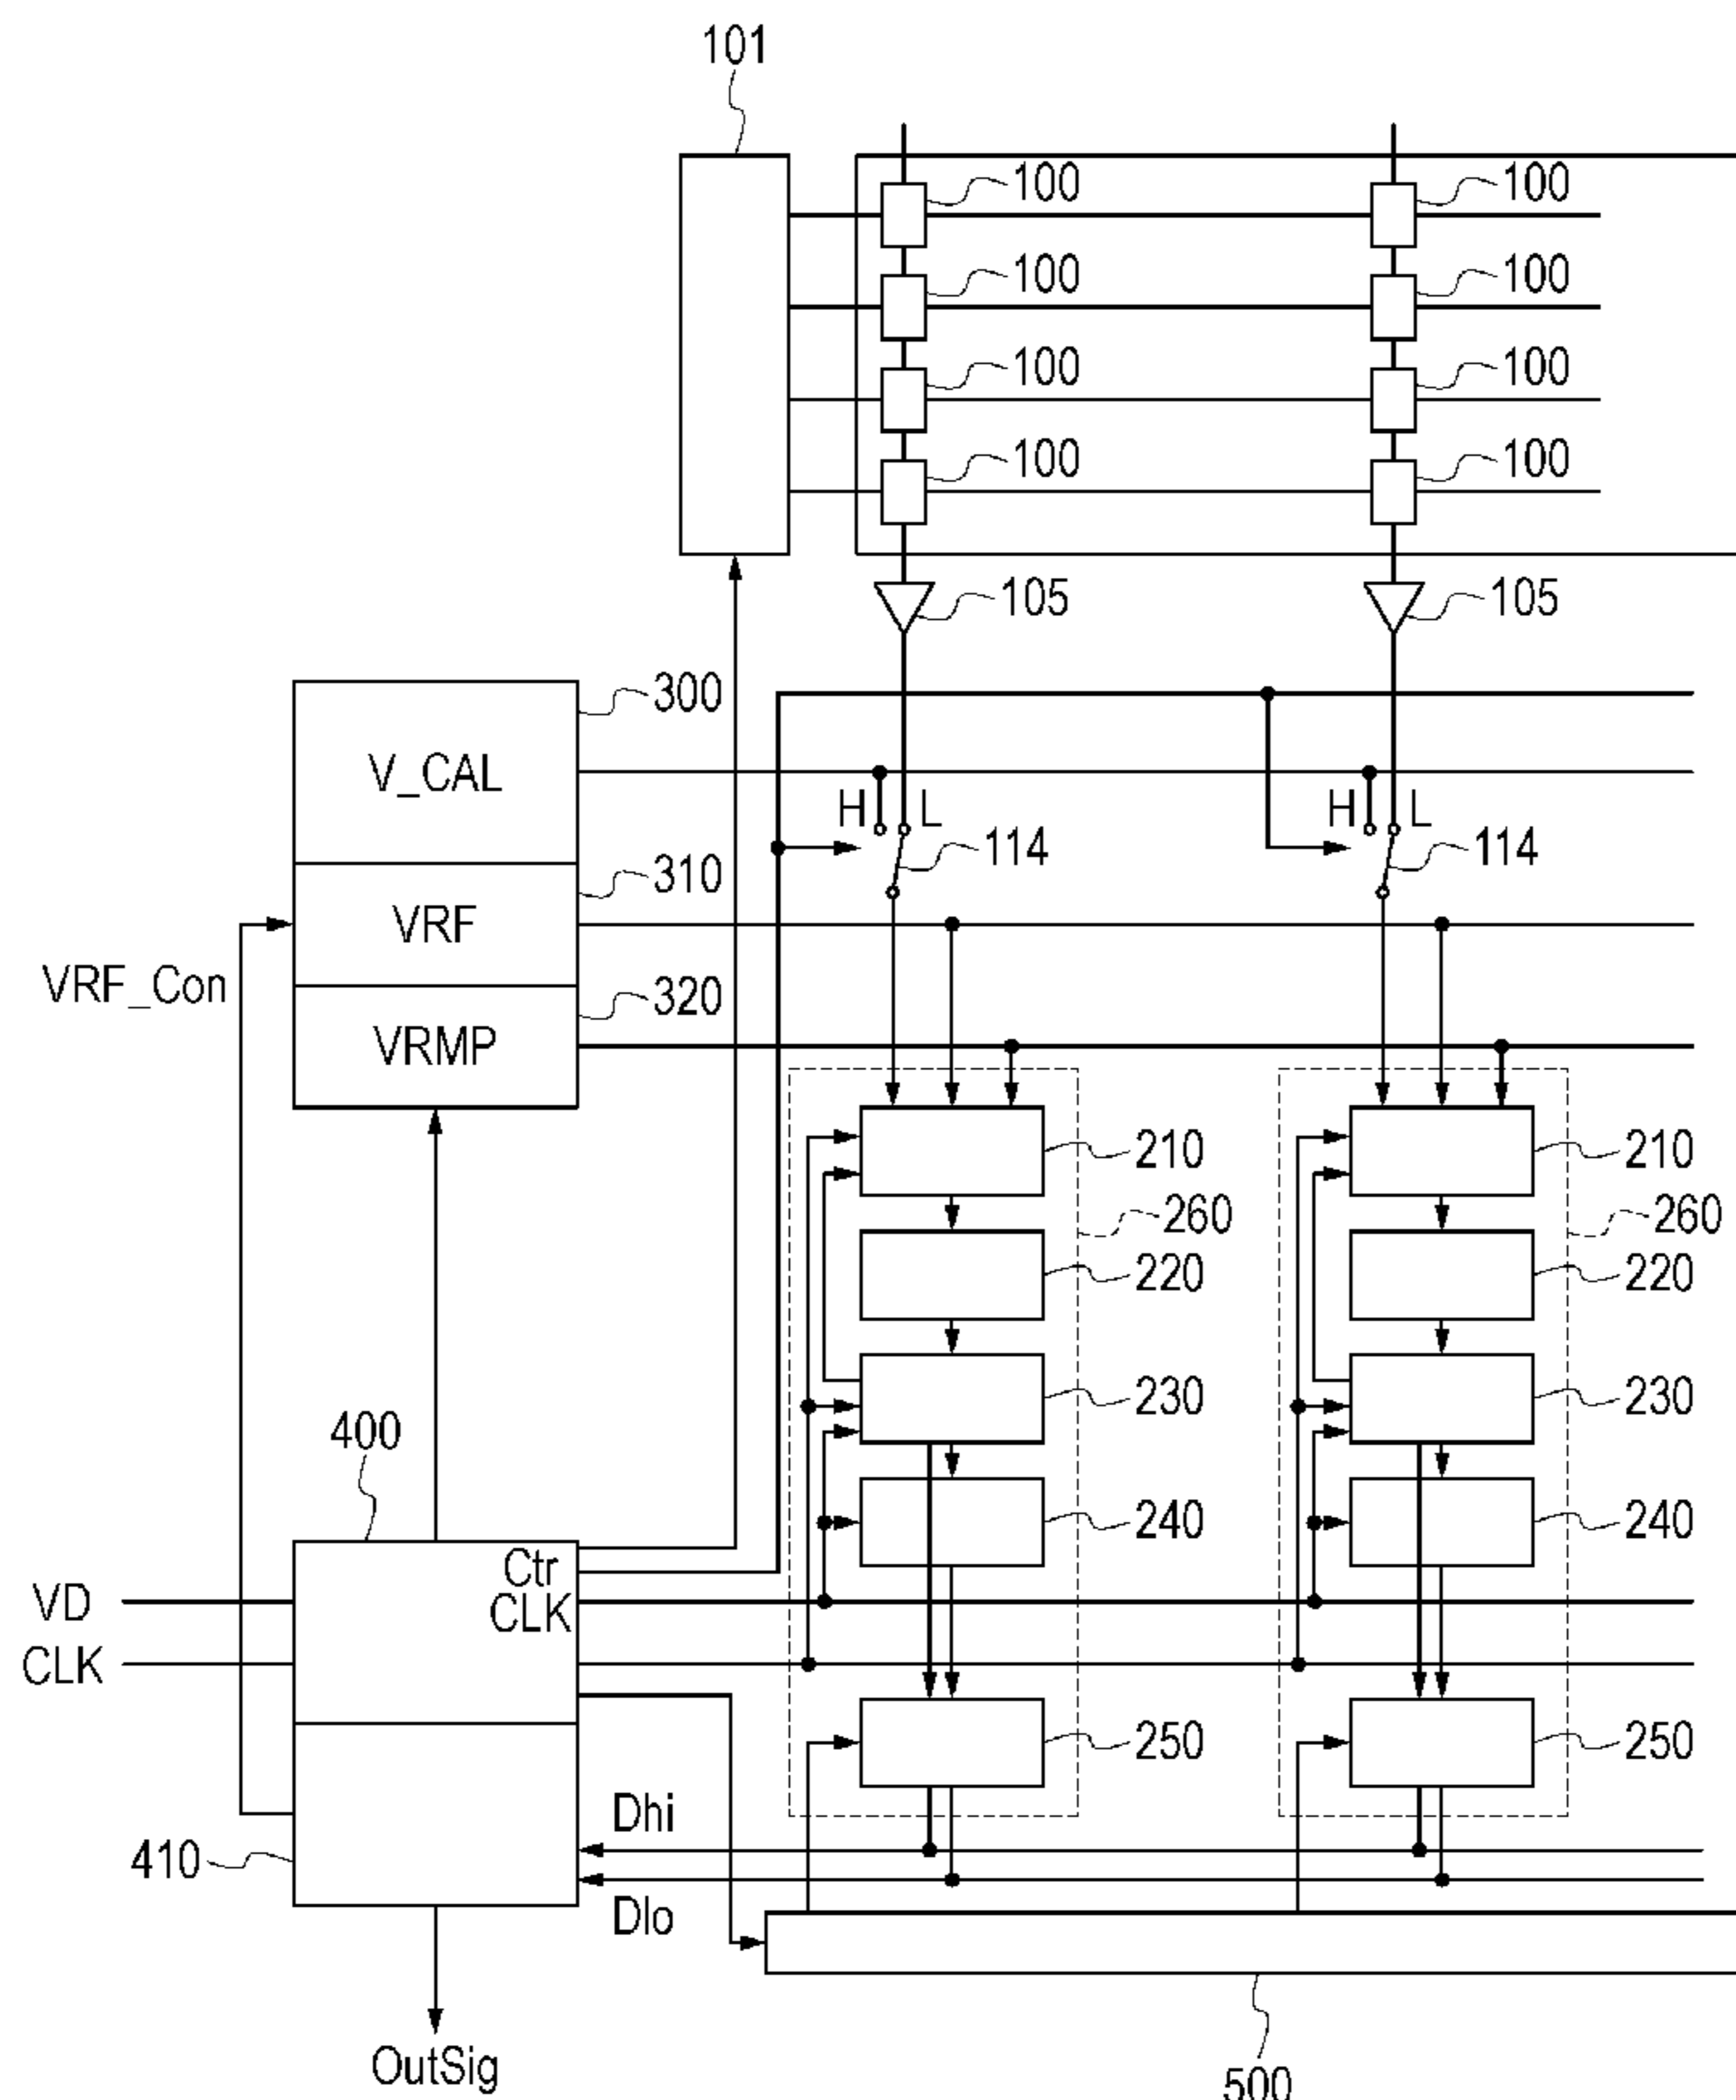 101
100 100
100 100
100 100
100 100
105 105
300
V_CAL
H L H L
114 114
310
VRF
VRF_Con
320
VRMP
210 210
260 260
220 220
230 230
400
240 240
Ctr
VD CLK
CLK
250 250
Dhi
410
Dlo
OutSig
500